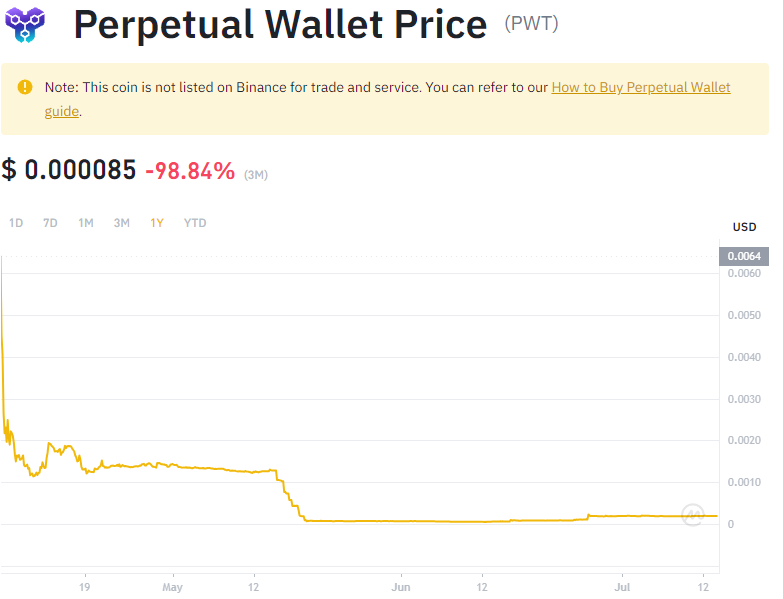 Perpetual Wallet Price (PWT)
Note: This coin is not listed on Binance for trade and service. You can refer to our How to Buy Perpetual Wallet
guide.
$ 0.000085 -98.84% (3M)
1D 7D 1M 3M 1Y YTD
USD
0.0064
0.0060
0.0050
0.0040
0.0030
0.0020
0.0010
0
19 May 12 Jun 12 Jul 12